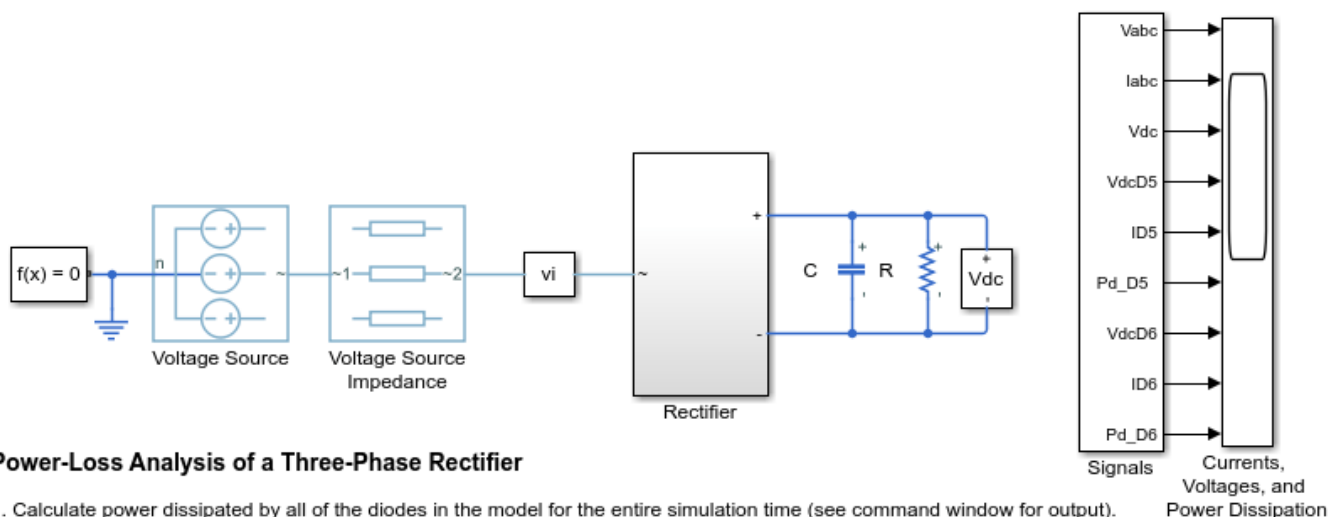 f(x) = 0
n
- +
- +
- +
~
Voltage Source
~1
~2
Voltage Source
Impedance
vi
~
+
-
Rectifier
C
+
'
R
+
'
+
Vdc
'
Vabc
Iabc
Vdc
VdcD5
ID5
Pd_D5
VdcD6
ID6
Pd_D6
Signals
Currents,
Voltages, and
Power Dissipation
Power-Loss Analysis of a Three-Phase Rectifier
. Calculate power dissipated by all of the diodes in the model for the entire simulation time (see command window for output).